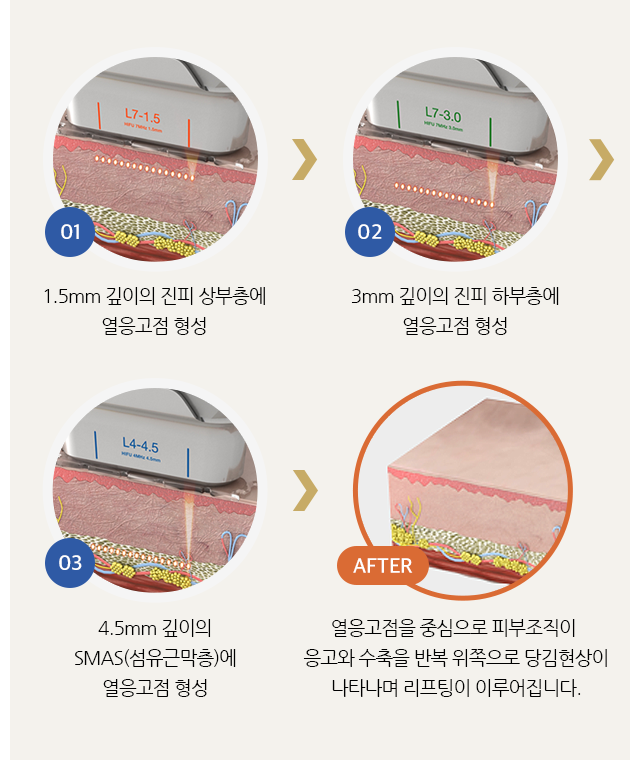 L7-1.5
HIFU 7MHz 1.5mm
01
1.5mm 깊이의 진피 상부층에
열응고점 형성
L7-3.0
HIFU 7MHz 3.0mm
02
3mm 깊이의 진피 하부층에
열응고점 형성
L4-4.5
HIFU 4MHz 4.5mm
03
4.5mm 깊이의
SMAS(섬유근막층)에
열응고점 형성
AFTER
열응고점을 중심으로 피부조직이
응고와 수축을 반복 위쪽으로 당김현상이
나타나며 리프팅이 이루어집니다.